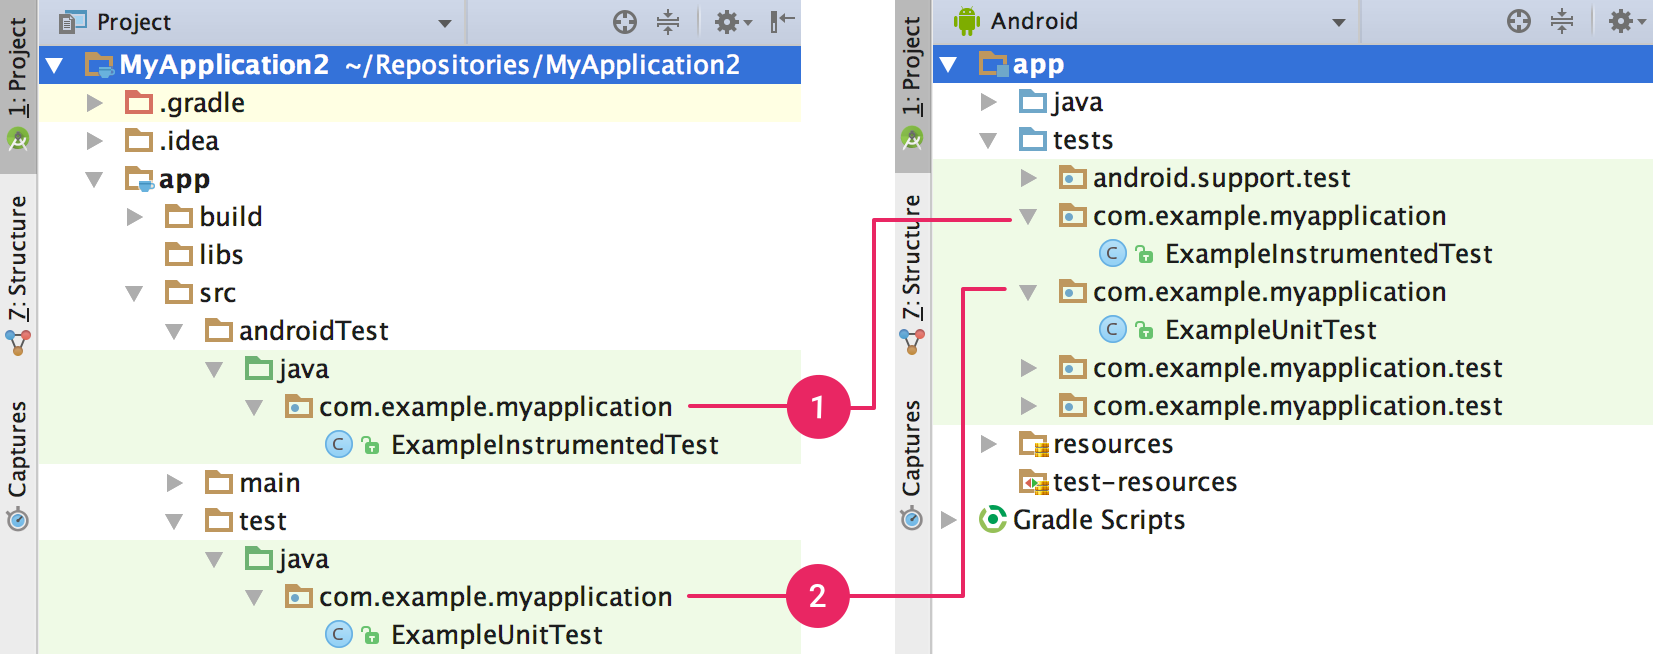 1: Project
7: Structure
Captures
Project
MyApplication2 ~/Repositories/MyApplication2
.gradle
.idea
app
build
libs
src
androidTest
java
com.example.myapplication
C ExampleInstrumentedTest
main
test
java
com.example.myapplication
C ExampleUnitTest
1
2
1: Project
7: Structure
Captures
Android
app
java
tests
android.support.test
com.example.myapplication
C ExampleInstrumentedTest
com.example.myapplication
C ExampleUnitTest
com.example.myapplication.test
com.example.myapplication.test
resources
test-resources
Gradle Scripts